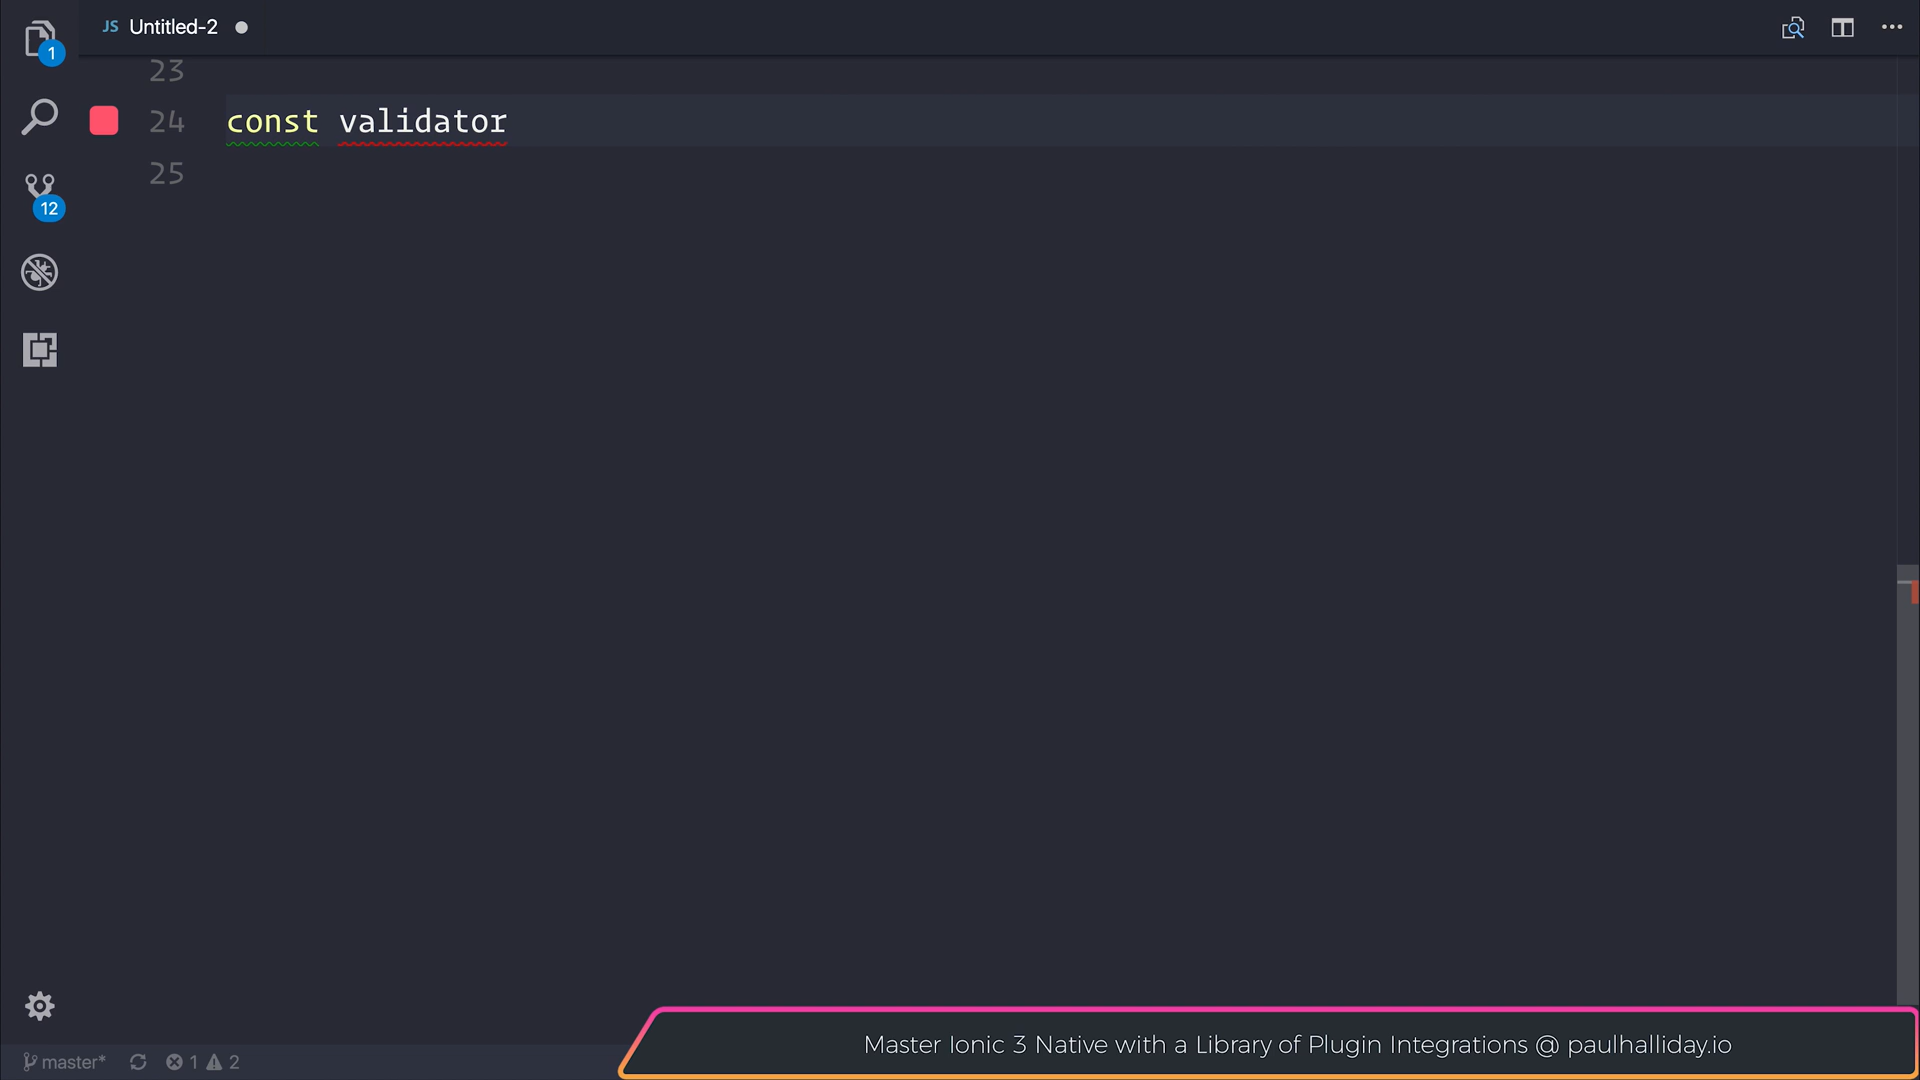 JS Untitled-2
1
23
24 const validator
25
12
master* 1 2
Master Ionic 3 Native with a Library of Plugin Integrations @ paulhalliday.io